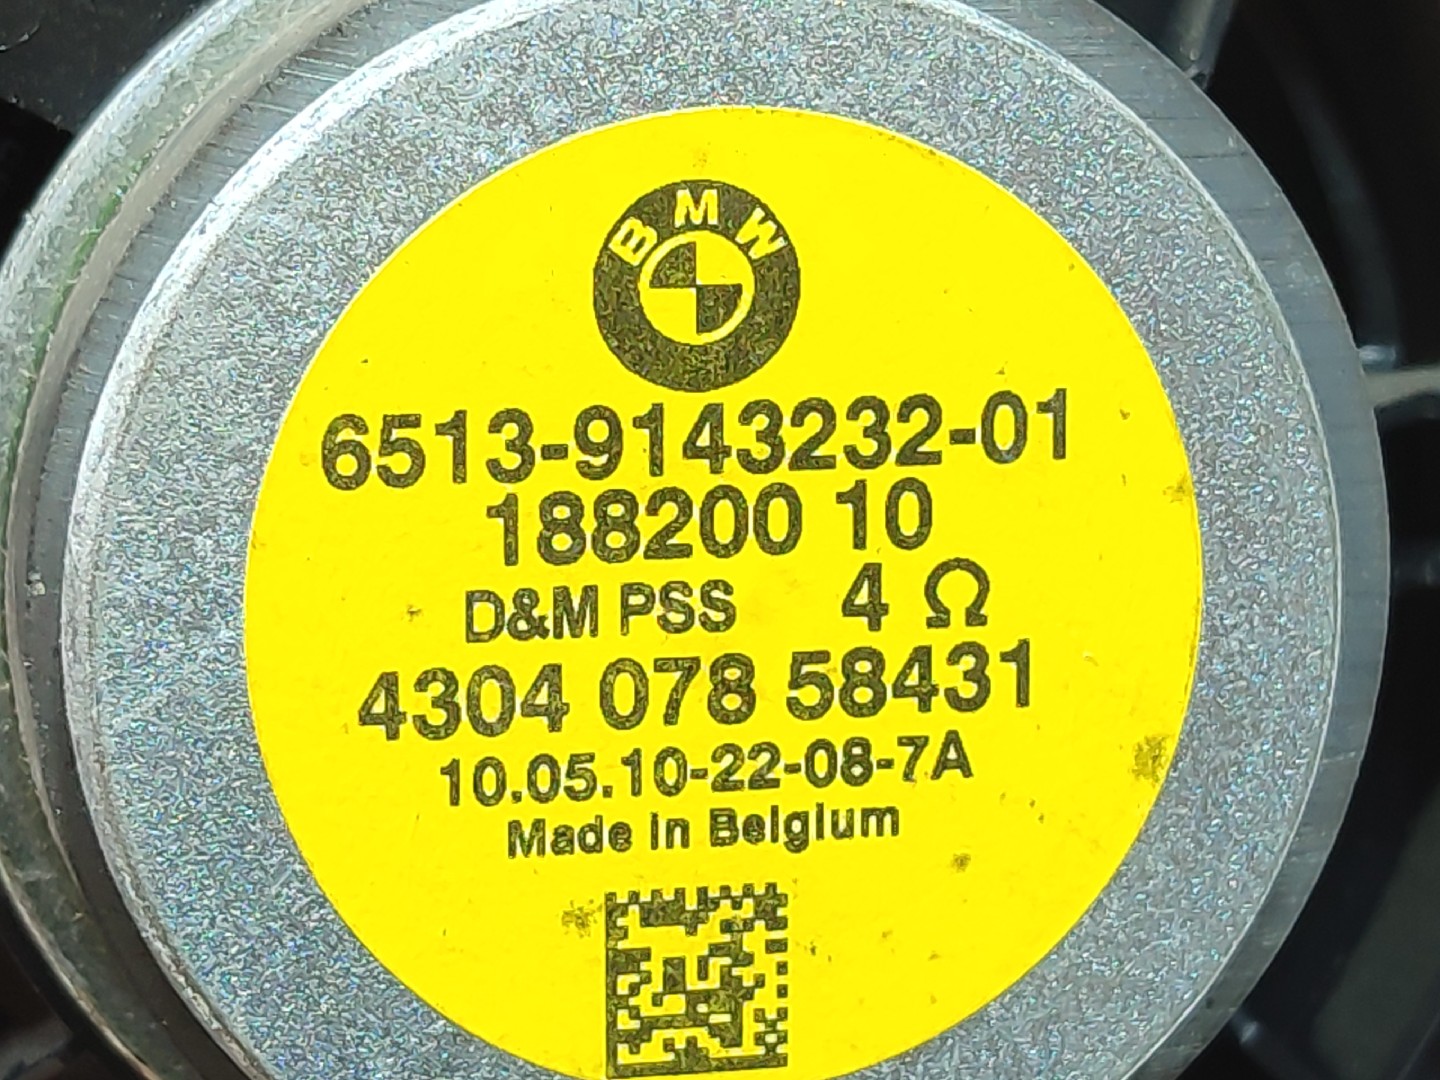 BMW
6513-9143232-01
188200 10
D&M PSS 4 Ω
4304 078 58431
10.05.10-22-08-7A
Made in Belgium